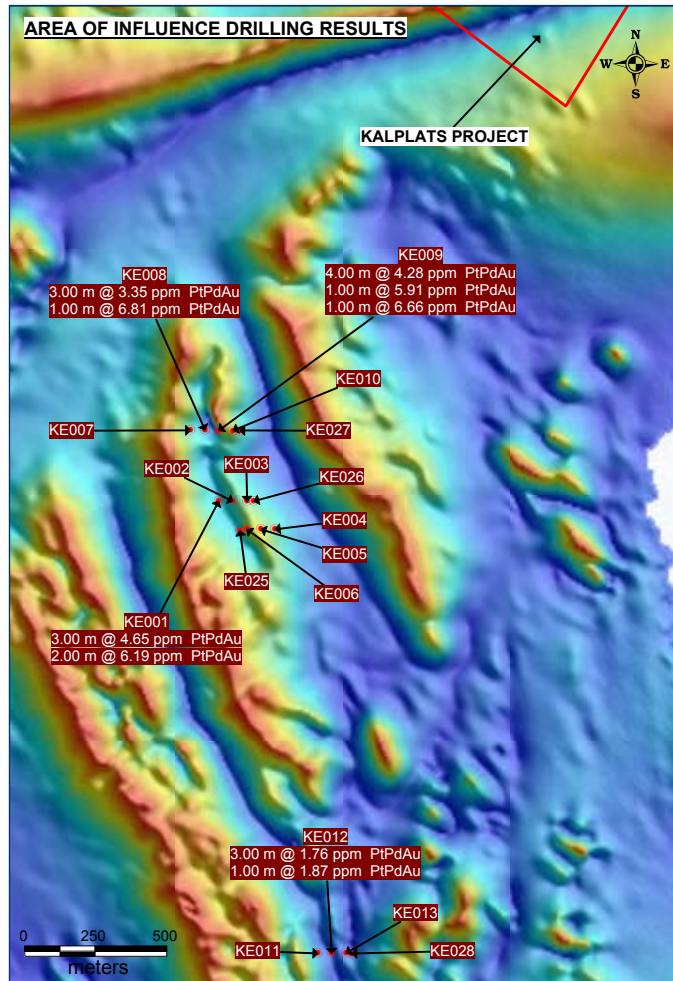 AREA OF INFLUENCE DRILLING RESULTS
N
W E
S
KALPLATS PROJECT
KE008
3.00 m @ 3.35 ppm PtPdAu
1.00 m @ 6.81 ppm PtPdAu
KE009
4.00 m @ 4.28 ppm PtPdAu
1.00 m @ 5.91 ppm PtPdAu
1.00 m @ 6.66 ppm PtPdAu
KE010
KE007
KE027
KE002
KE003
KE026
KE004
KE005
KE025
KE006
KE001
3.00 m @ 4.65 ppm PtPdAu
2.00 m @ 6.19 ppm PtPdAu
KE012
3.00 m @ 1.76 ppm PtPdAu
1.00 m @ 1.87 ppm PtPdAu
KE013
KE011
KE028
0 250 500
meters